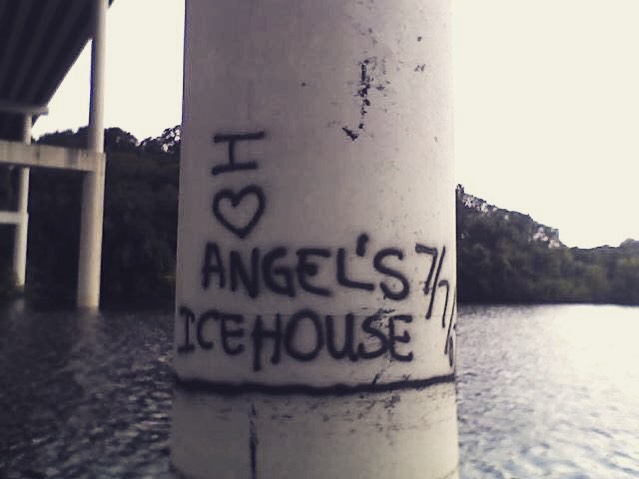 I
♥
ANGEL'S 7/7/
ICEHOUSE